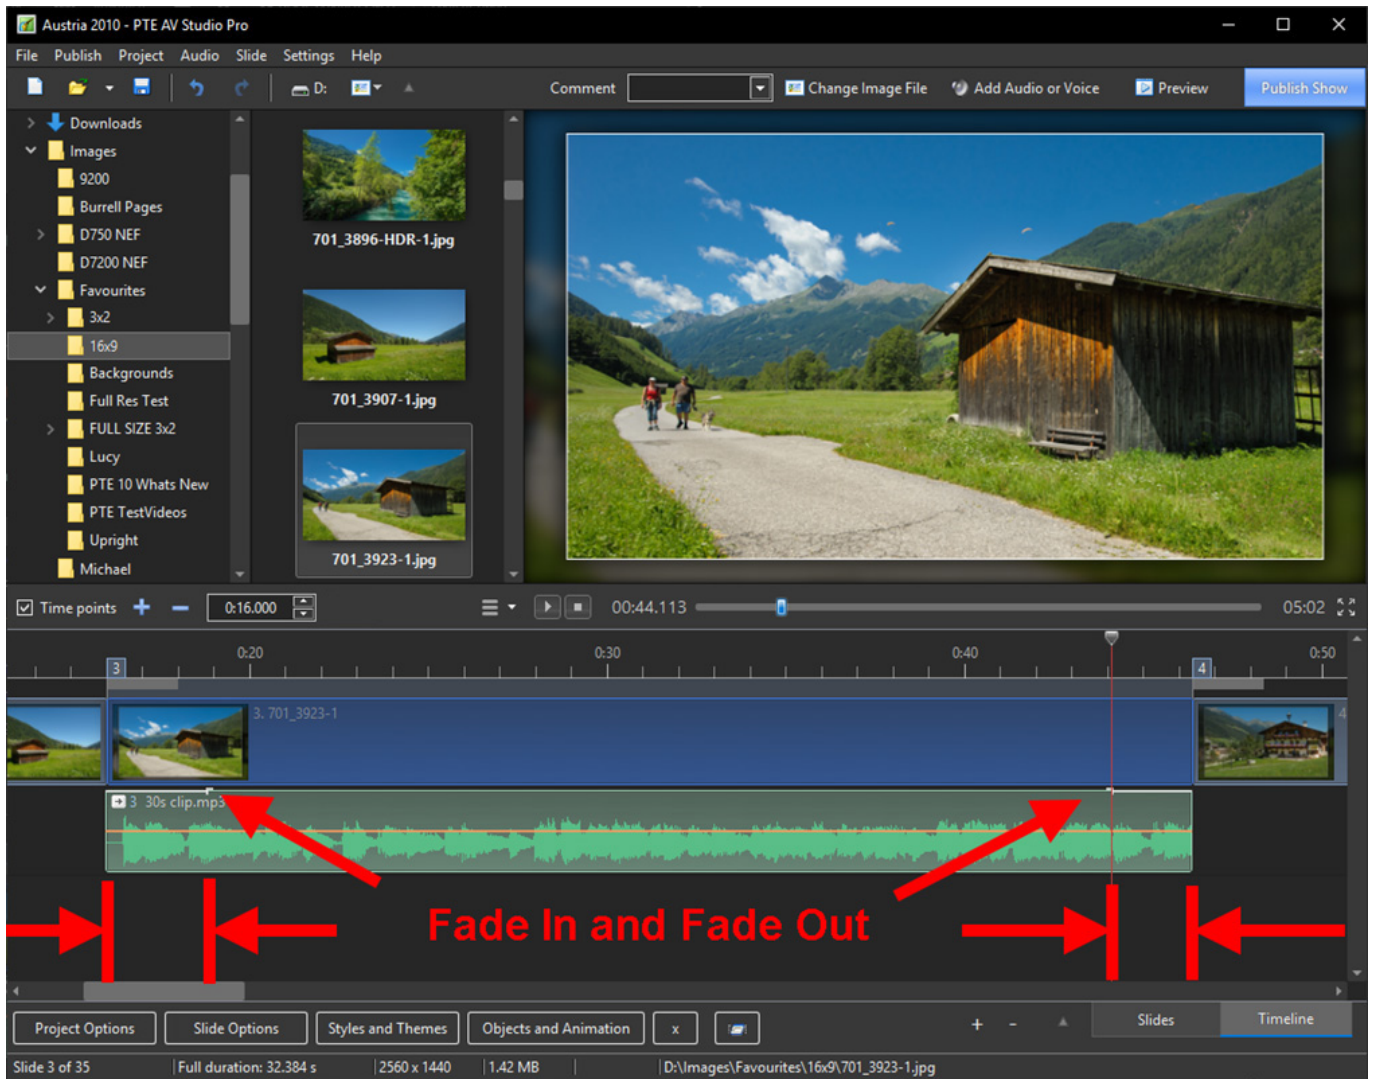 Austria 2010 - PTE AV Studio Pro
File Publish Project Audio Slide Settings Help
D: Comment Change Image File Add Audio or Voice Preview Publish Show
Downloads
Images
9200
Burrell Pages
D750 NEF
D7200 NEF
Favourites
3x2
16x9
Backgrounds
Full Res Test
FULL SIZE 3x2
Lucy
PTE 10 Whats New
PTE TestVideos
Upright
Michael
701_3896-HDR-1.jpg
701_3907-1.jpg
701_3923-1.jpg
Time points + − 0:16.000 00:44.113 05:02
0:20 0:30 0:40 0:50
3 4
3. 701_3923-1 4
3 30s clip.mp3
Fade In and Fade Out
Project Options Slide Options Styles and Themes Objects and Animation x + - Slides Timeline
Slide 3 of 35 Full duration: 32.384 s 2560 x 1440 1.42 MB D:\Images\Favourites\16x9\701_3923-1.jpg